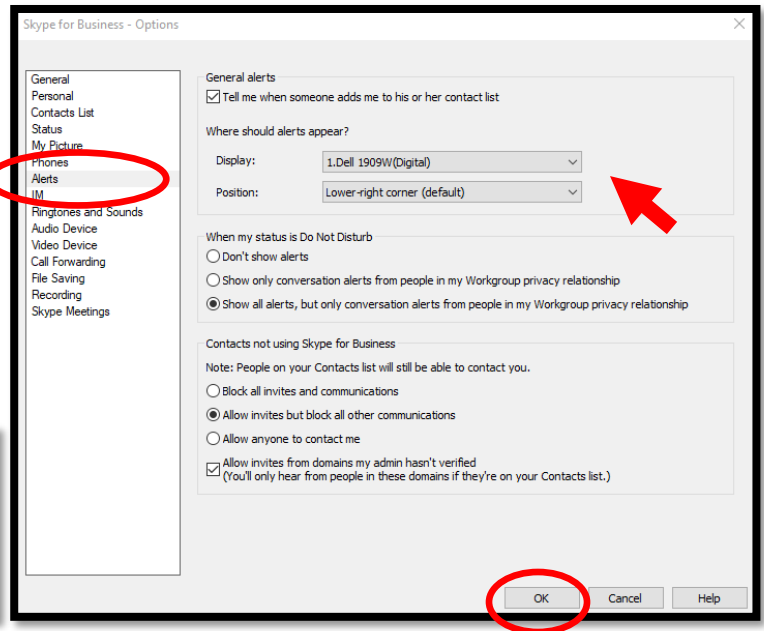 Skype for Business - Options
General
Personal
Contacts List
Status
My Picture
Phones
Alerts
IM
Ringtones and Sounds
Audio Device
Video Device
Call Forwarding
File Saving
Recording
Skype Meetings
General alerts
Tell me when someone adds me to his or her contact list
Where should alerts appear?
Display: 1.Dell 1909W(Digital)
Position: Lower-right corner (default)
When my status is Do Not Disturb
Don't show alerts
Show only conversation alerts from people in my Workgroup privacy relationship
Show all alerts, but only conversation alerts from people in my Workgroup privacy relationship
Contacts not using Skype for Business
Note: People on your Contacts list will still be able to contact you.
Block all invites and communications
Allow invites but block all other communications
Allow anyone to contact me
Allow invites from domains my admin hasn't verified
(You'll only hear from people in these domains if they're on your Contacts list.)
OK Cancel Help